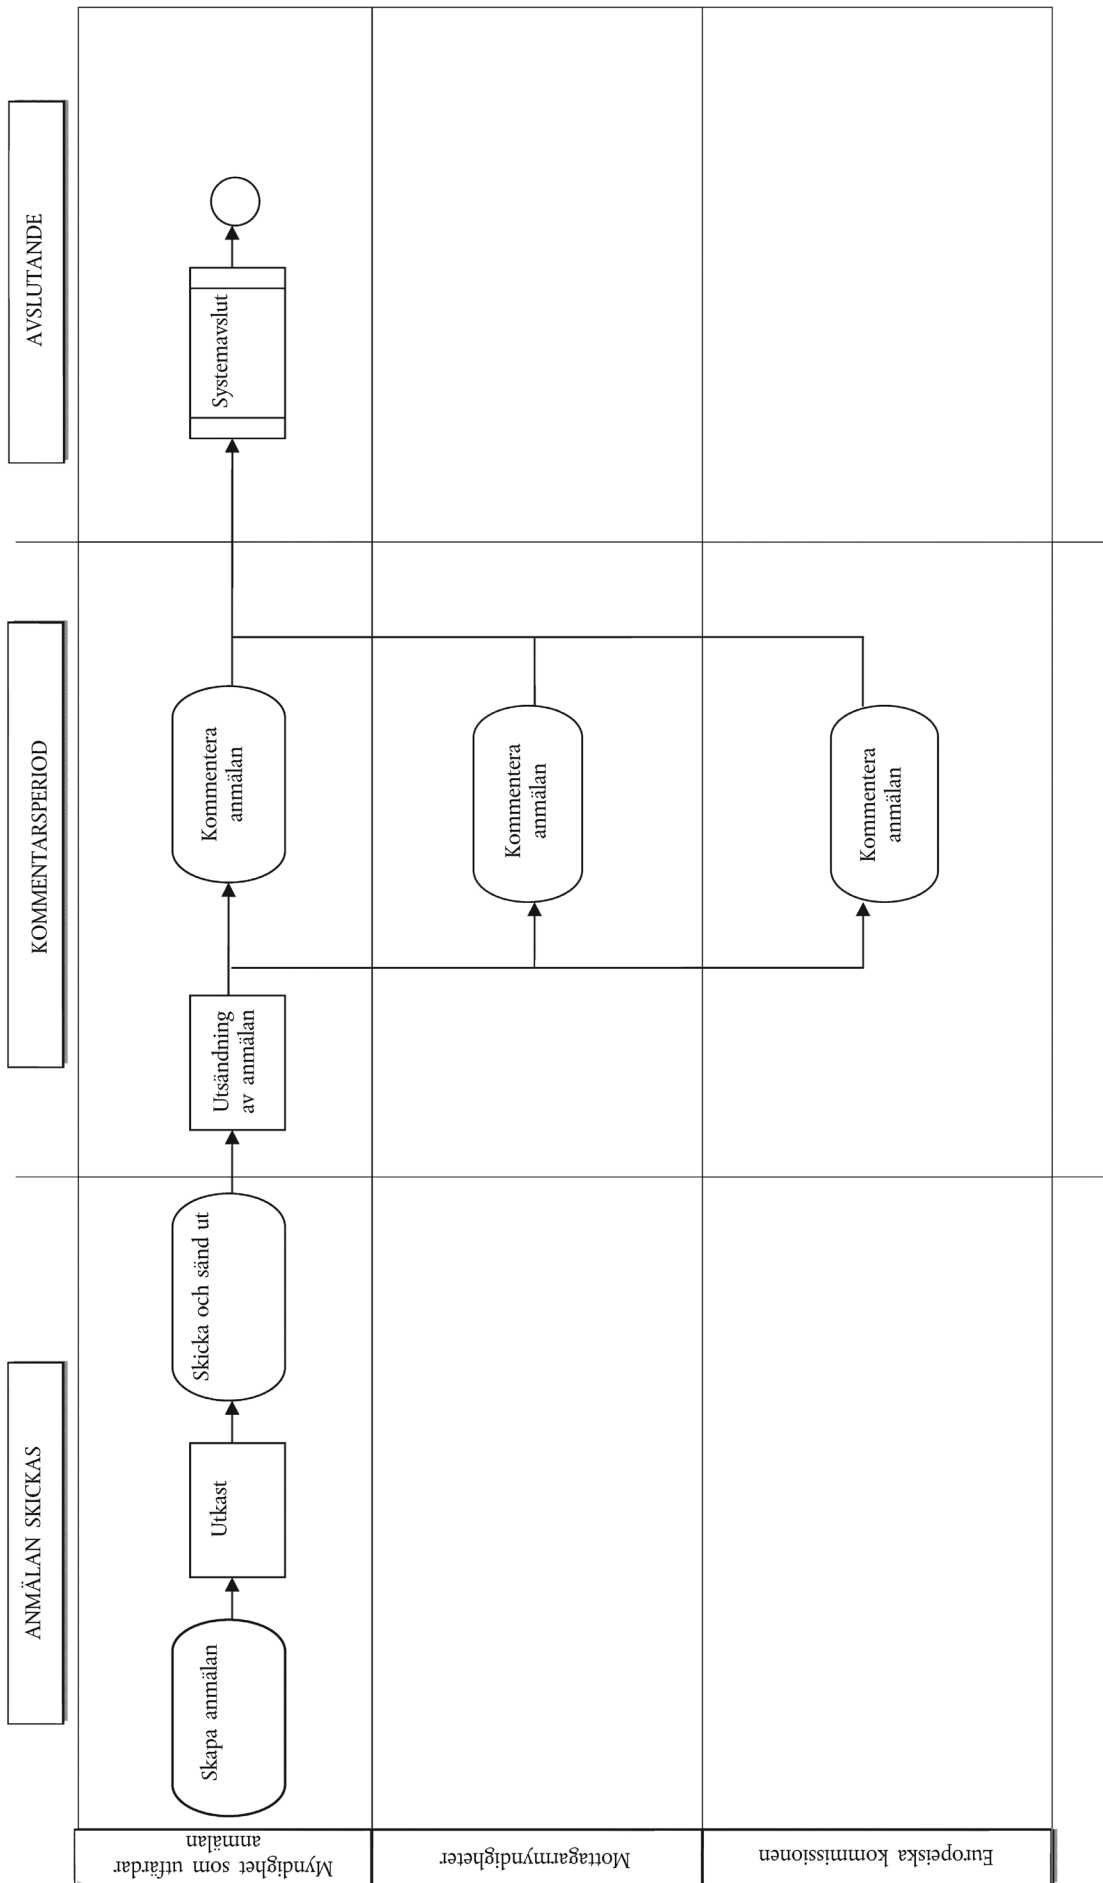 ANMÄLAN SKICKAS
KOMMENTARSPERIOD
AVSLUTANDE
Myndighet som utfärdar
anmälan
Skapa anmälan
Utkast
Skicka och sänd ut
Utsändning
av anmälan
Kommentera
anmälan
Systemavslut
Mottagarmyndigheter
Kommentera
anmälan
Europeiska kommissionen
Kommentera
anmälan